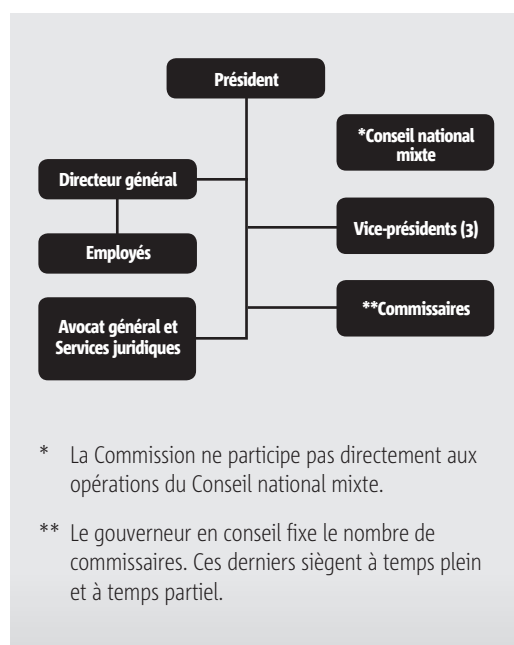 Président
*Conseil national
mixte
Directeur général
Vice-présidents (3)
Employés
**Commissaires
Avocat général et
Services juridiques
* La Commission ne participe pas directement aux
opérations du Conseil national mixte.
** Le gouverneur en conseil fixe le nombre de
commissaires. Ces derniers siègent à temps plein
et à temps partiel.